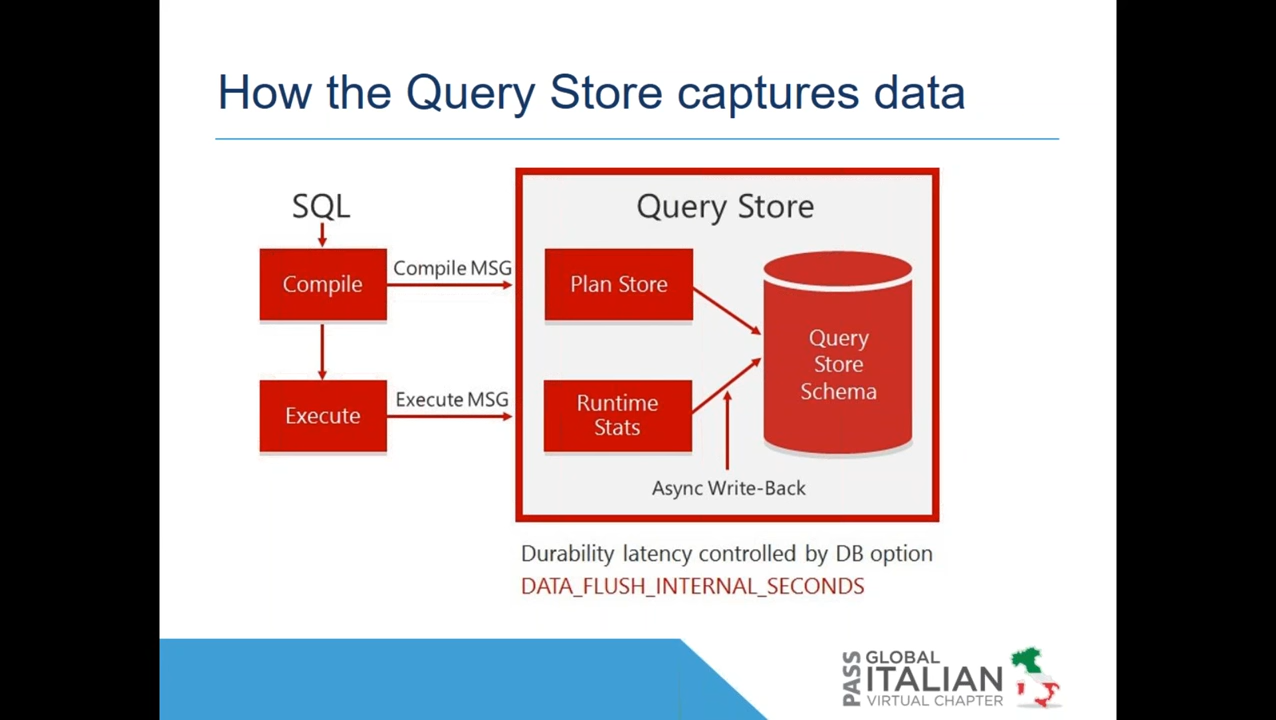 How the Query Store captures data
SQL
Compile
Compile MSG
Execute
Execute MSG
Query Store
Plan Store
Runtime
Stats
Query
Store
Schema
Async Write-Back
Durability latency controlled by DB option
DATA_FLUSH_INTERNAL_SECONDS
PASS
GLOBAL
ITALIAN
VIRTUAL CHAPTER